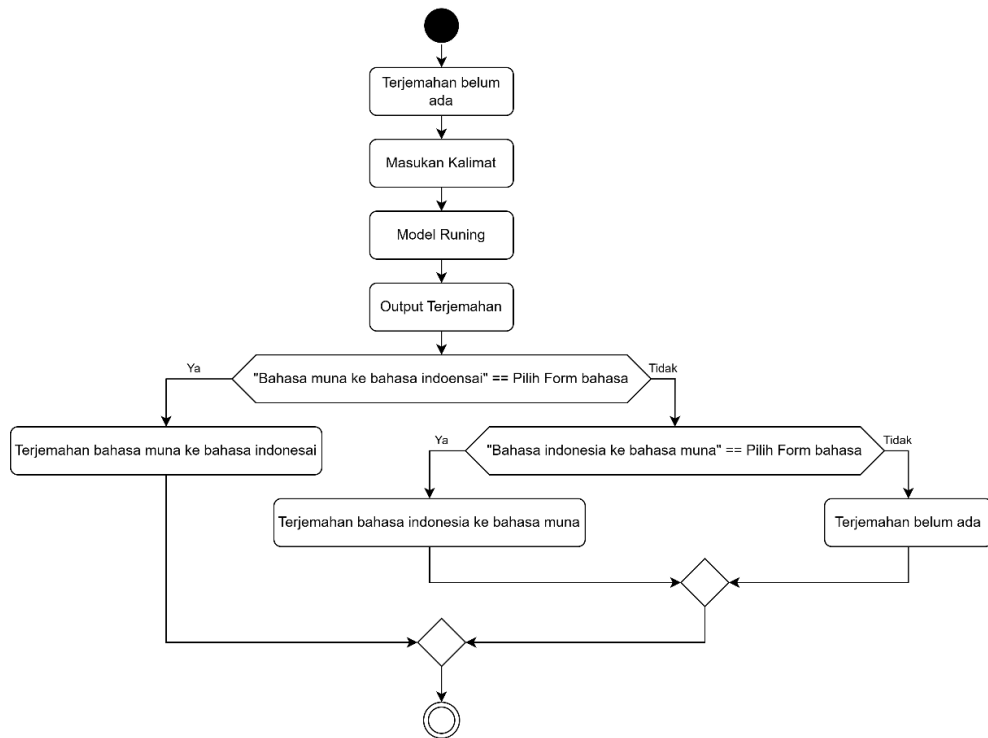 Terjemahan belum
ada
Masukan Kalimat
Model Runing
Output Terjemahan
Ya
"Bahasa muna ke bahasa indoensai" == Pilih Form bahasa
Tidak
Terjemahan bahasa muna ke bahasa indonesai
Ya
"Bahasa indonesia ke bahasa muna" == Pilih Form bahasa
Tidak
Terjemahan bahasa indonesia ke bahasa muna
Terjemahan belum ada